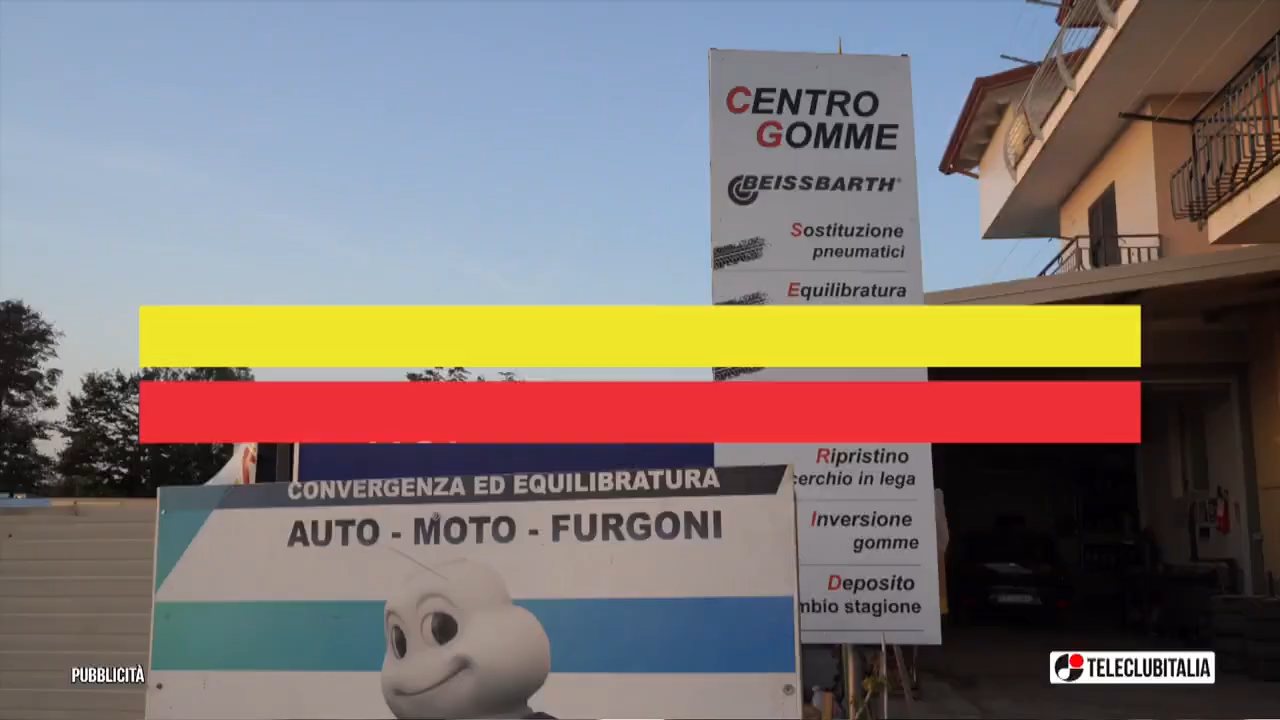 CENTRO
GOMME
BEISSBARTH
Sostituzione
pneumatici
Equilibratura
Ripristino
cerchio in lega
Inversione
gomme
Deposito
stagione
CONVERGENZA ED EQUILIBRATURA
AUTO - MOTO - FURGONI
PUBBLICITÀ
TELECLUBITALIA